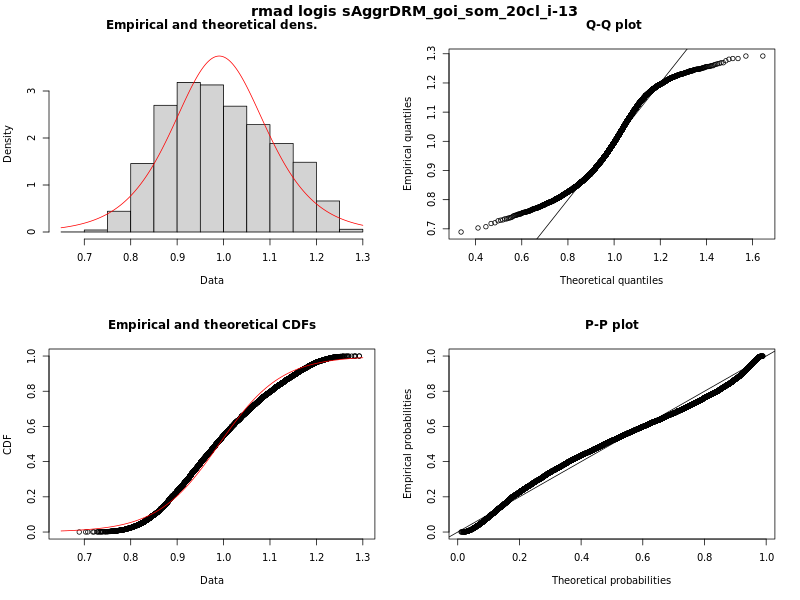 rmad logis sAggrDRM_goi_som_20cl_i-13
Empirical and theoretical dens.
Density
0 1 2 3
0.7 0.8 0.9 1.0 1.1 1.2 1.3
Data
Q-Q plot
Empirical quantiles
0.7 0.8 0.9 1.0 1.1 1.2 1.3
0.4 0.6 0.8 1.0 1.2 1.4 1.6
Theoretical quantiles
Empirical and theoretical CDFs
CDF
0.0 0.2 0.4 0.6 0.8 1.0
0.7 0.8 0.9 1.0 1.1 1.2 1.3
Data
P-P plot
Empirical probabilities
0.0 0.2 0.4 0.6 0.8 1.0
0.0 0.2 0.4 0.6 0.8 1.0
Theoretical probabilities